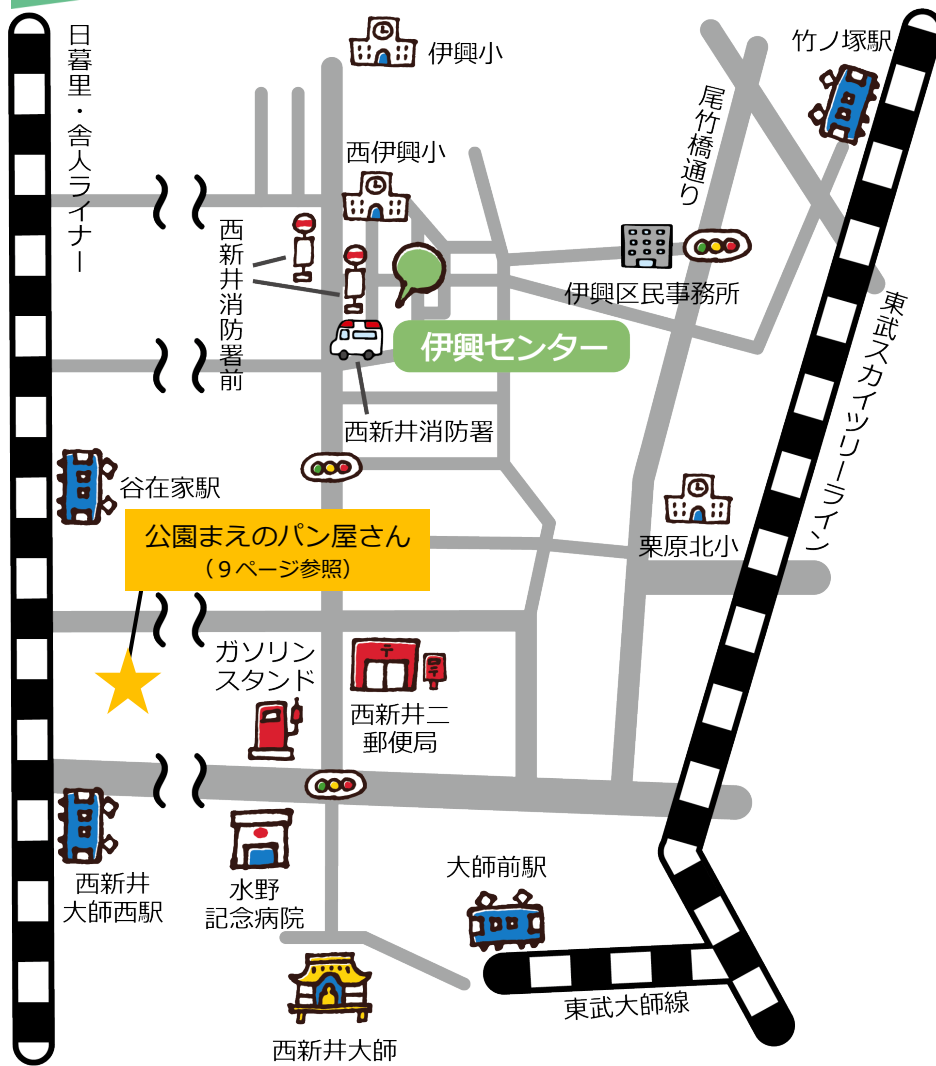 日暮里・舎人ライナー
伊興小
竹ノ塚駅
尾竹橋通り
西伊興小
西新井消防署前
伊興区民事務所
伊興センター
東武スカイツリーライン
西新井消防署
谷在家駅
公園まえのパン屋さん
（９ページ参照）
栗原北小
ガソリン
スタンド
西新井二
郵便局
西新井
大師西駅
水野
記念病院
大師前駅
東武大師線
西新井大師